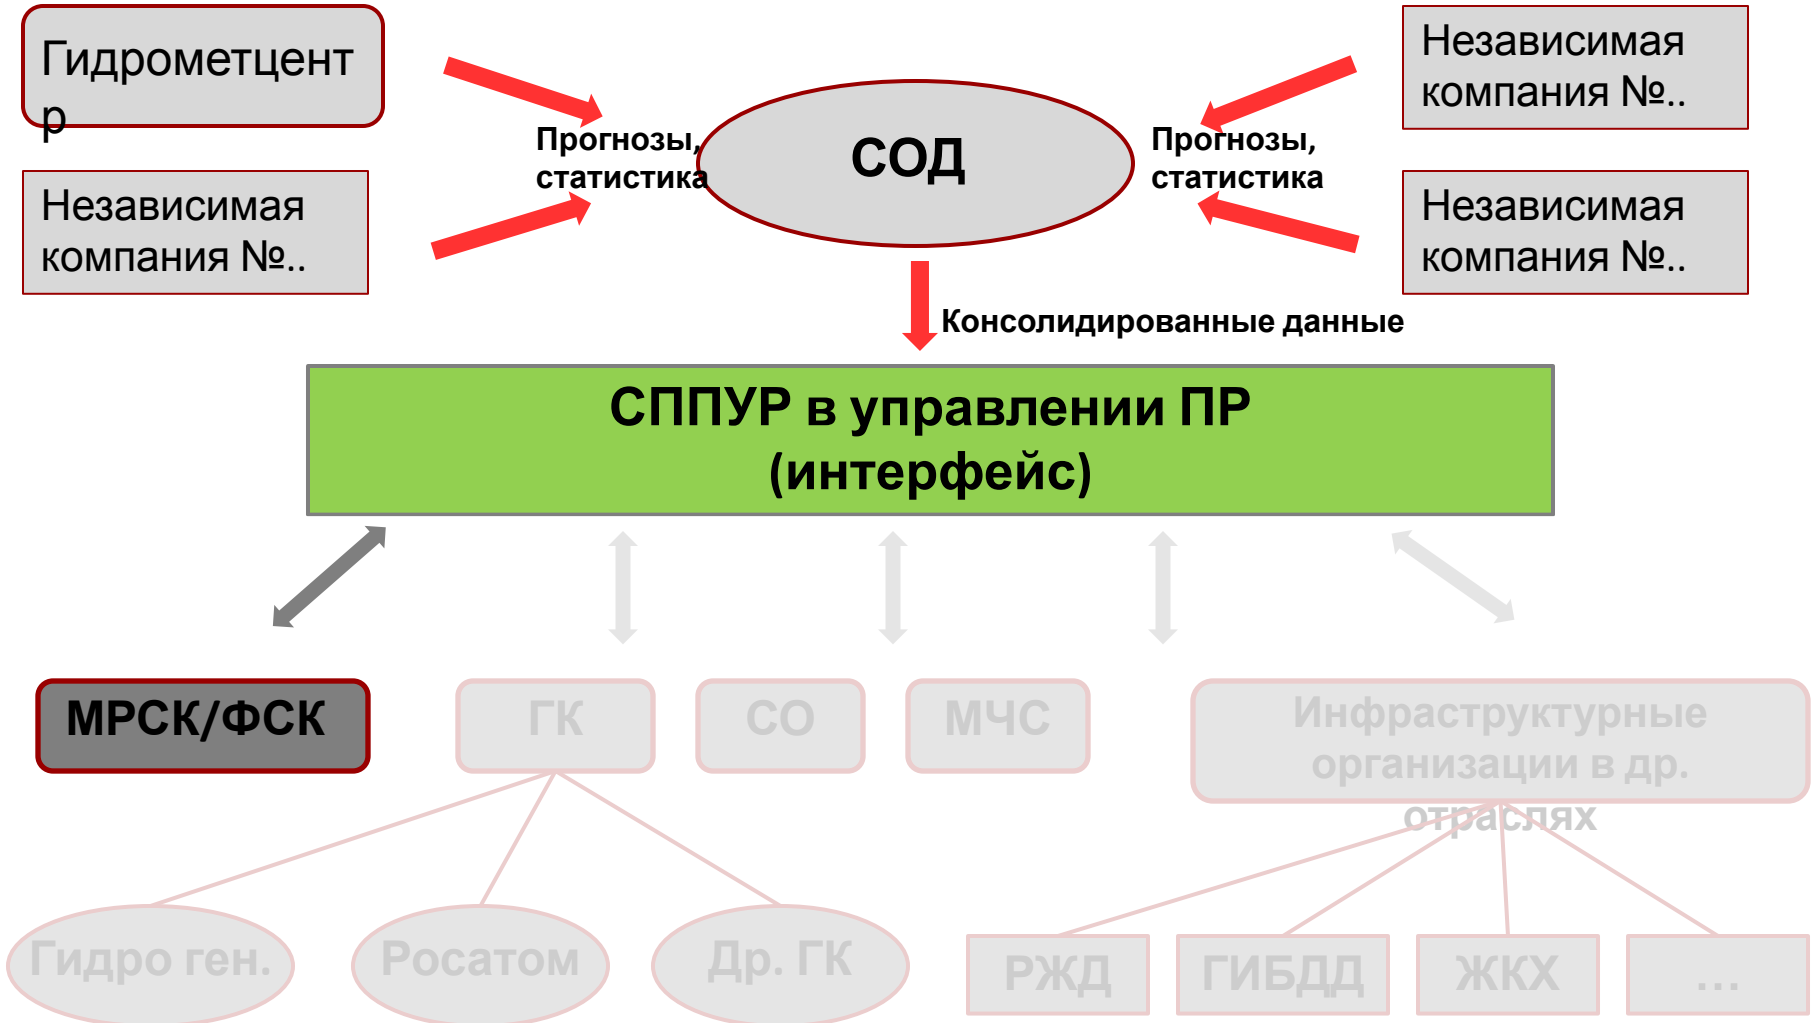 Гидрометцент
р
Независимая
компания №..
Прогнозы,
статистика
СОД
Прогнозы,
статистика
Независимая
компания №..
Независимая
компания №..
Консолидированные данные
СППУР в управлении ПР
(интерфейс)
МРСК/ФСК
ГК
СО
МЧС
Инфраструктурные
организации в др.
отраслях
Гидро ген.
Росатом
Др. ГК
РЖД
ГИБДД
ЖКХ
…